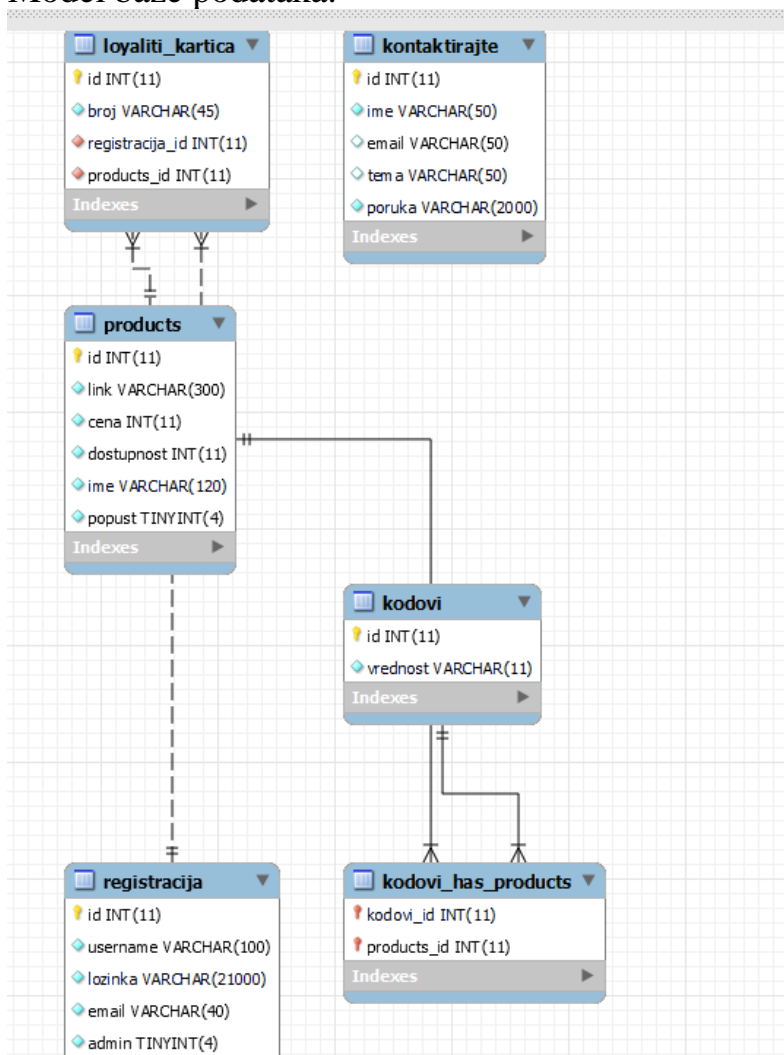 Model baze podataka:
loyaliti_kartica
id INT(11)
broj VARCHAR(45)
registracija_id INT(11)
products_id INT(11)
Indexes
kontaktirajte
id INT(11)
ime VARCHAR(50)
email VARCHAR(50)
tema VARCHAR(50)
poruka VARCHAR(2000)
Indexes
products
id INT(11)
link VARCHAR(300)
cena INT(11)
dostupnost INT(11)
ime VARCHAR(120)
popust TINYINT(4)
Indexes
kodovi
id INT(11)
vrednost VARCHAR(11)
Indexes
registracija
id INT(11)
username VARCHAR(100)
lozinka VARCHAR(21000)
email VARCHAR(40)
admin TINYINT(4)
kodovi_has_products
kodovi_id INT(11)
products_id INT(11)
Indexes